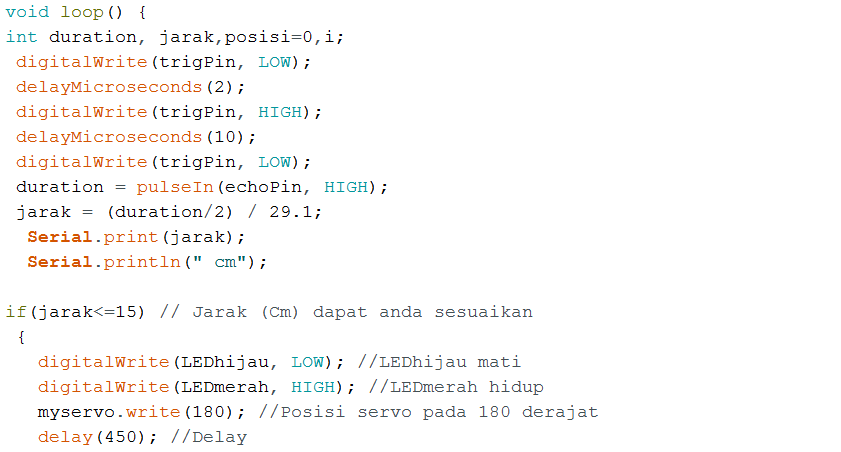 void loop() {
int duration, jarak,posisi=0,i;
digitalWrite(trigPin, LOW);
delayMicroseconds(2);
digitalWrite(trigPin, HIGH);
delayMicroseconds(10);
digitalWrite(trigPin, LOW);
duration = pulseIn(echoPin, HIGH);
jarak = (duration/2) / 29.1;
Serial.print(jarak);
Serial.println(" cm");
if(jarak<=15) // Jarak (Cm) dapat anda sesuaikan
{
digitalWrite(LEDhijau, LOW); //LEDhijau mati
digitalWrite(LEDmerah, HIGH); //LEDmerah hidup
myservo.write(180); //Posisi servo pada 180 derajat
delay(450); //Delay